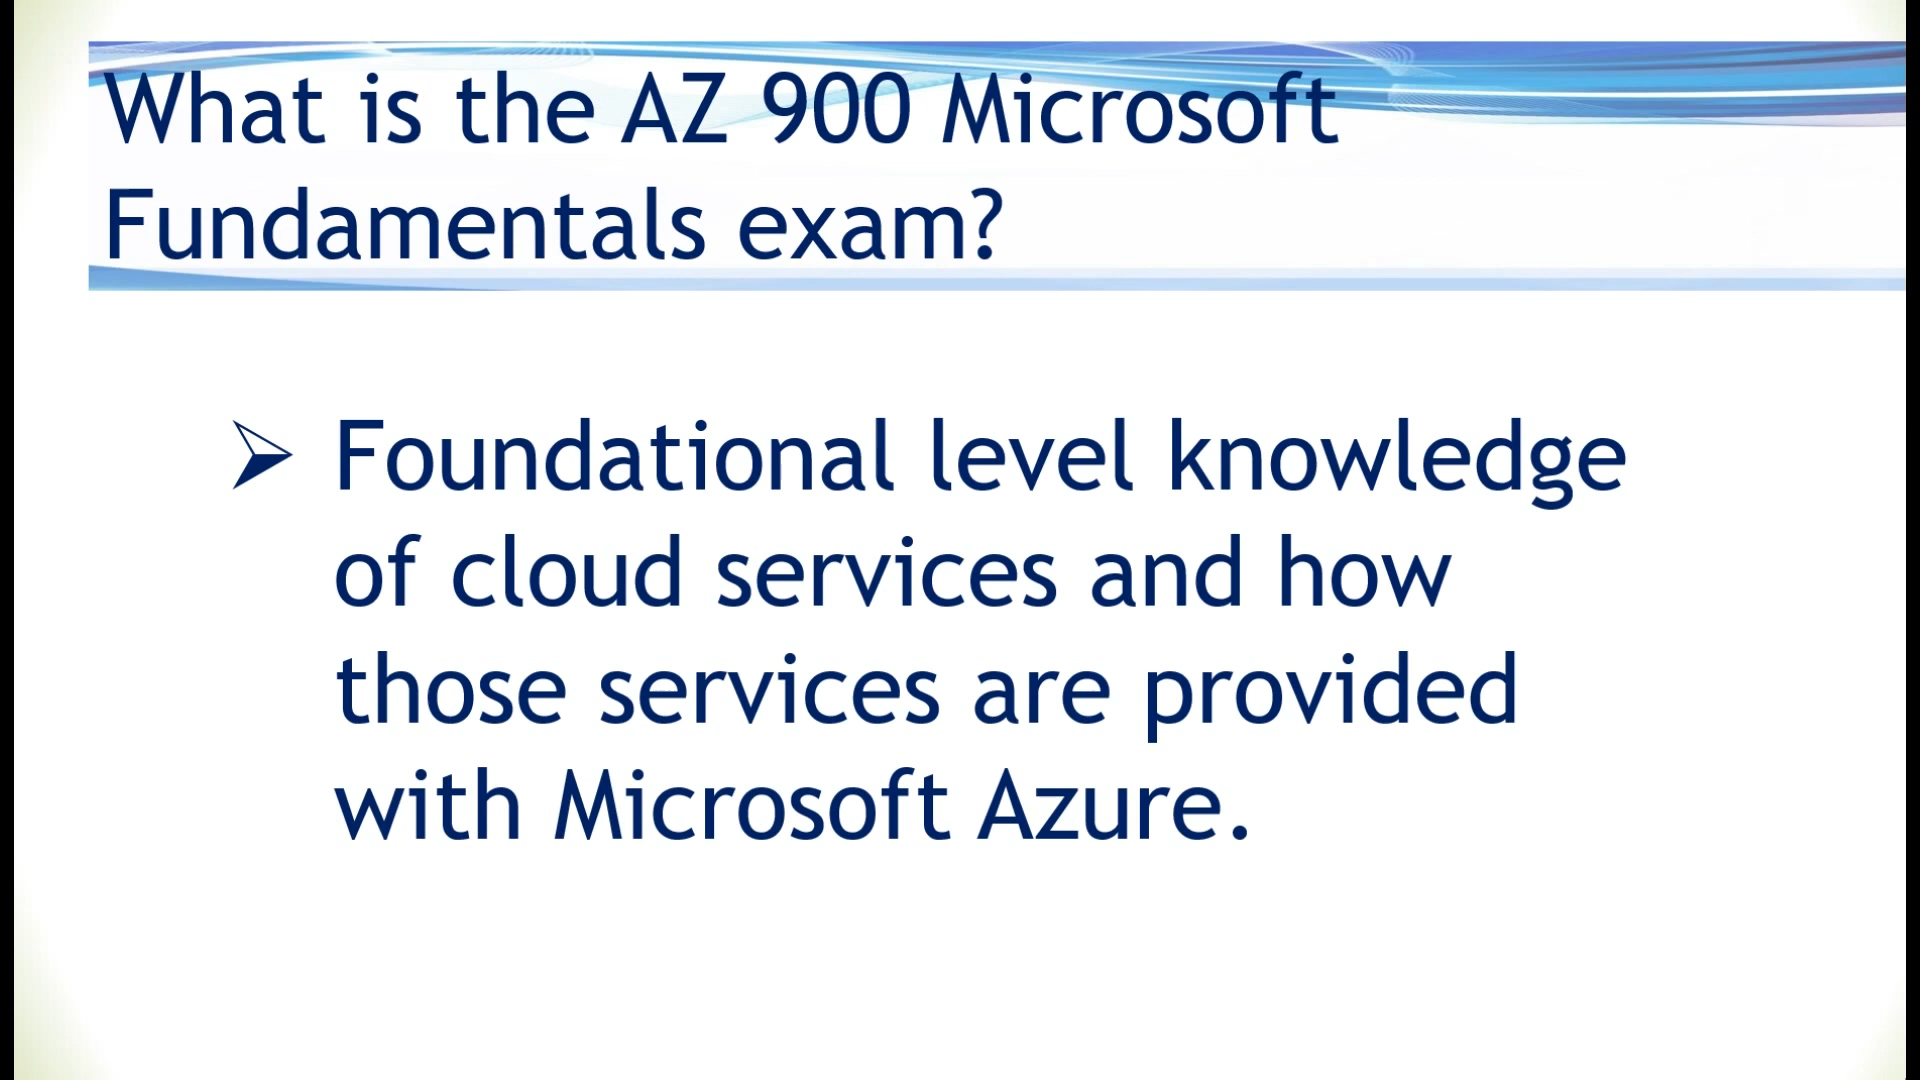 What is the AZ 900 Microsoft
Fundamentals exam?
Foundational level knowledge
of cloud services and how
those services are provided
with Microsoft Azure.